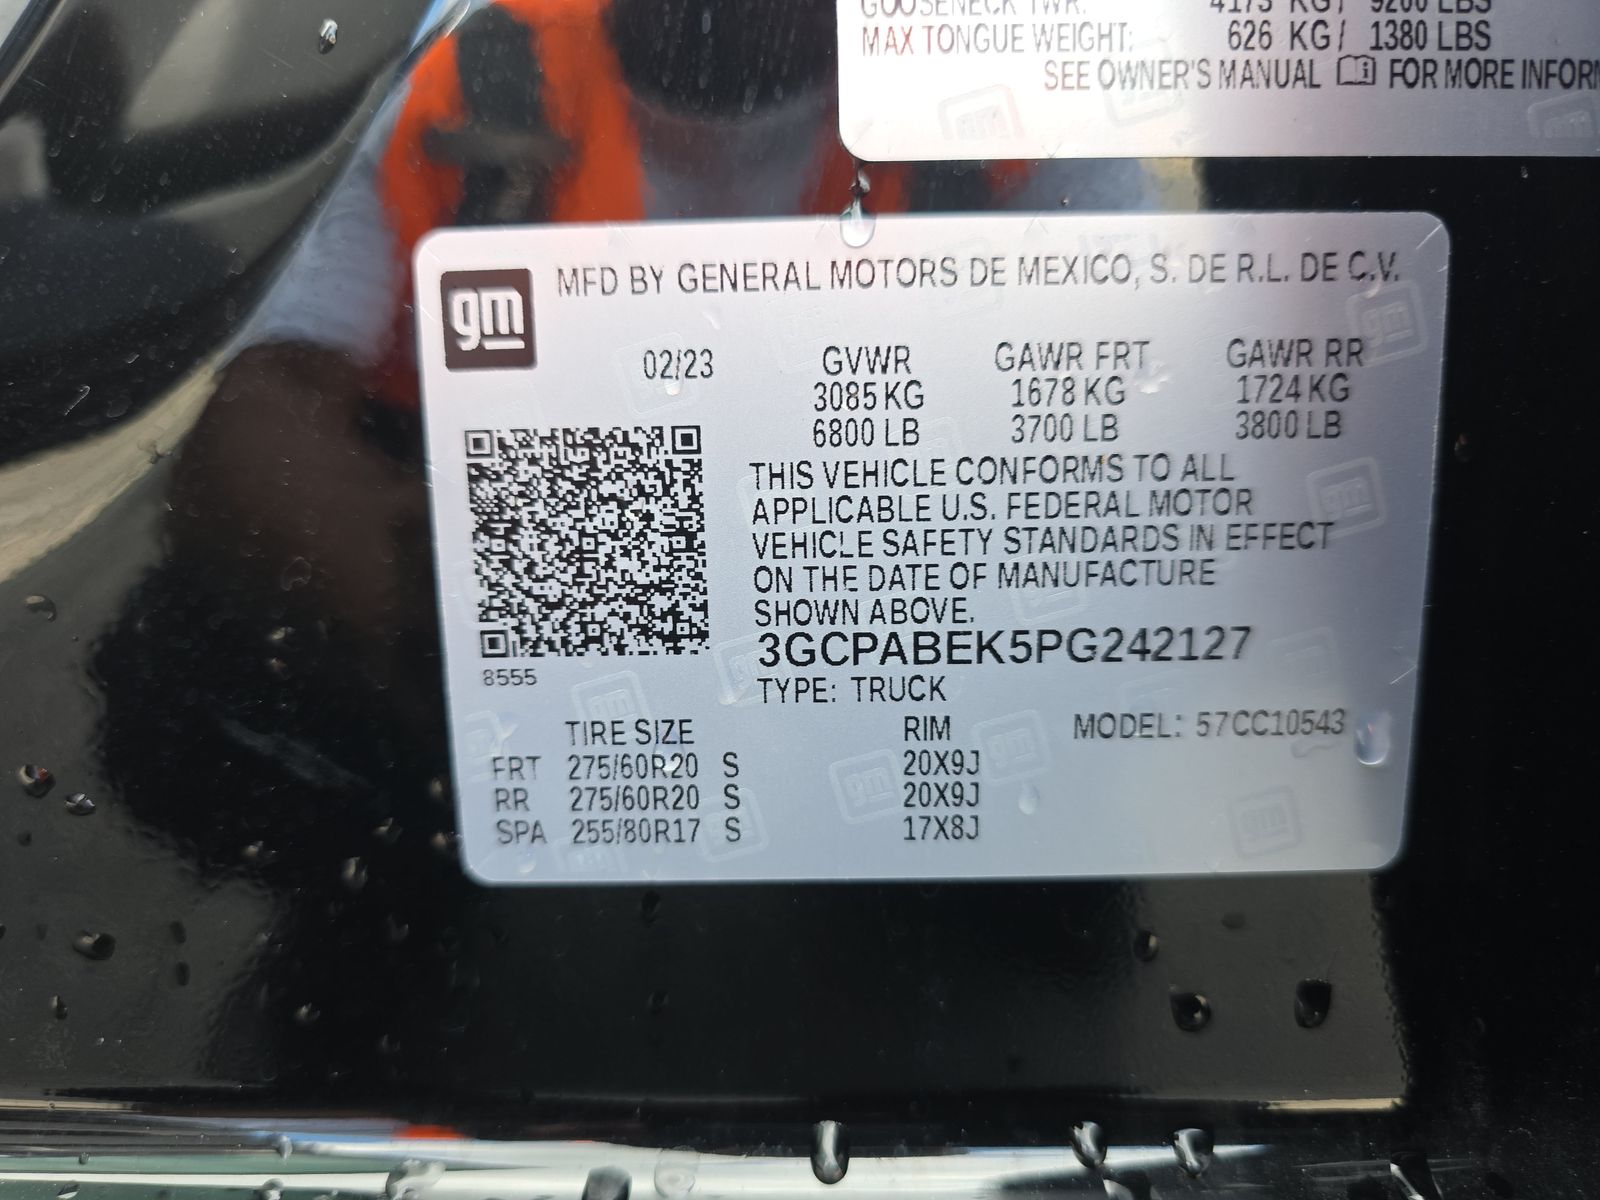 GOOSENECK TWR: 4173 KG/ 9200 LBS
MAX TONGUE WEIGHT: 626 KG/ 1380 LBS
SEE OWNER'S MANUAL FOR MORE INFORM
gm
MFD BY GENERAL MOTORS DE MEXICO, S. DE R.L. DE C.V.
02/23 GVWR GAWR FRT GAWR RR
3085 KG 1678 KG 1724 KG
6800 LB 3700 LB 3800 LB
THIS VEHICLE CONFORMS TO ALL
APPLICABLE U.S. FEDERAL MOTOR
VEHICLE SAFETY STANDARDS IN EFFECT
ON THE DATE OF MANUFACTURE
SHOWN ABOVE.
3GCPABEK5PG242127
8555
TYPE: TRUCK
TIRE SIZE RIM MODEL: 57CC10543
FRT 275/60R20 S 20X9J
RR 275/60R20 S 20X9J
SPA 255/80R17 S 17X8J